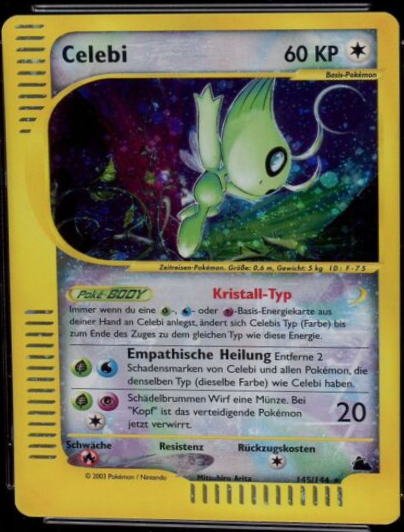 Celebi 60 KP
Basis-Pokémon
Zeitreisen-Pokémon. Größe: 0,6 m, Gewicht: 5 kg ID: F-75
Poké-BODY Kristall-Typ
Immer wenn du eine -, - oder -Basis-Energiekarte aus
deiner Hand an Celebi anlegst, ändert sich Celebis Typ (Farbe) bis
zum Ende des Zuges zu dem gleichen Typ wie diese Energie.
Empathische Heilung Entferne 2
Schadensmarken von Celebi und allen Pokémon, die
denselben Typ (dieselbe Farbe) wie Celebi haben.
Schädelbrummen Wirf eine Münze. Bei
"Kopf" ist das verteidigende Pokémon
jetzt verwirrt.
20
Schwäche Resistenz Rückzugskosten
© 2003 Pokémon / Nintendo Mitsuhiro Arita 145/144